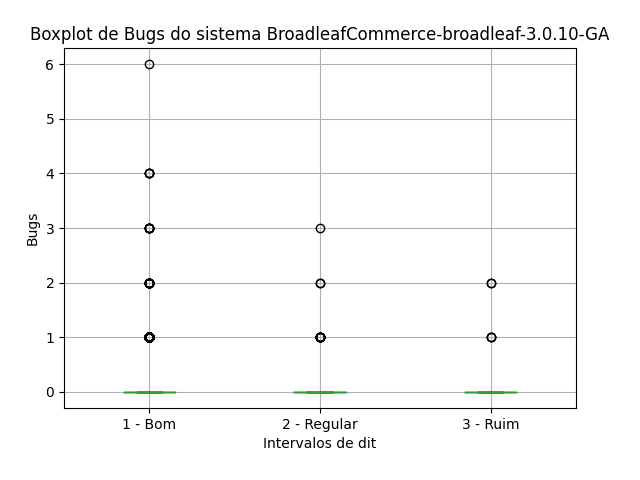 Boxplot de Bugs do sistema BroadleafCommerce-broadleaf-3.0.10-GA
6
5
4
3
2
1
0
Bugs
1 - Bom
2 - Regular
3 - Ruim
Intervalos de dit